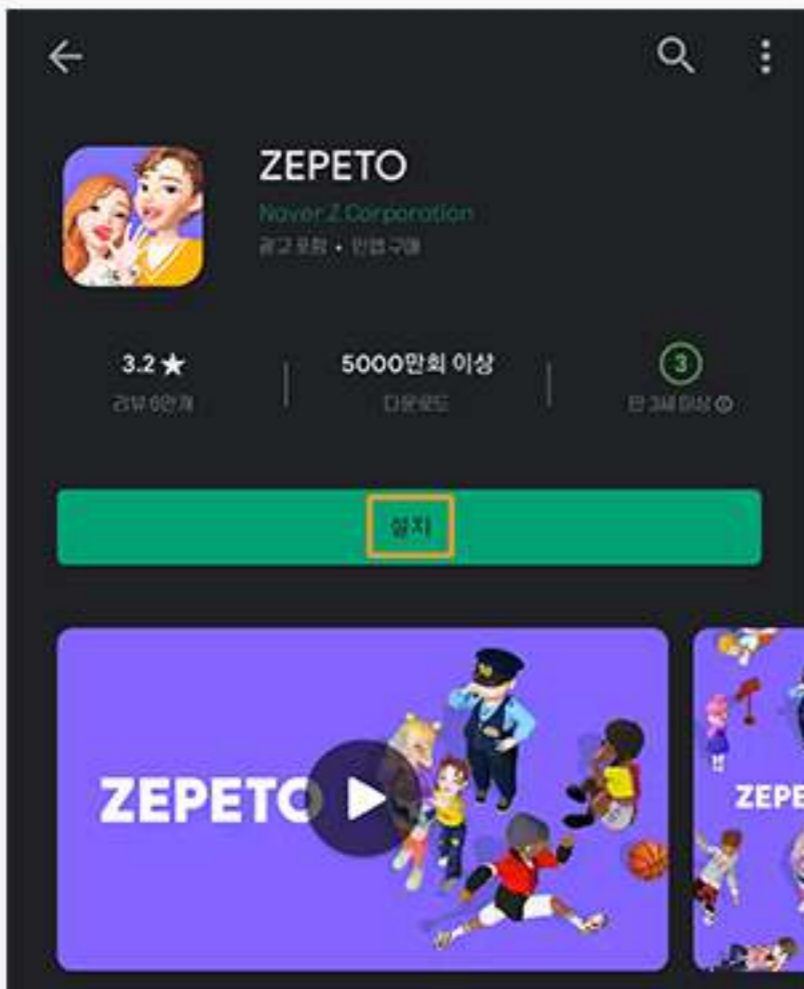 ZEPETO
Naver Z Corporation
광고 포함 • 인앱 구매
3.2★
5000만회 이상
3
리뷰 6만개
다운로드
만 3세 이상
설치
ZEPETO
ZEPE